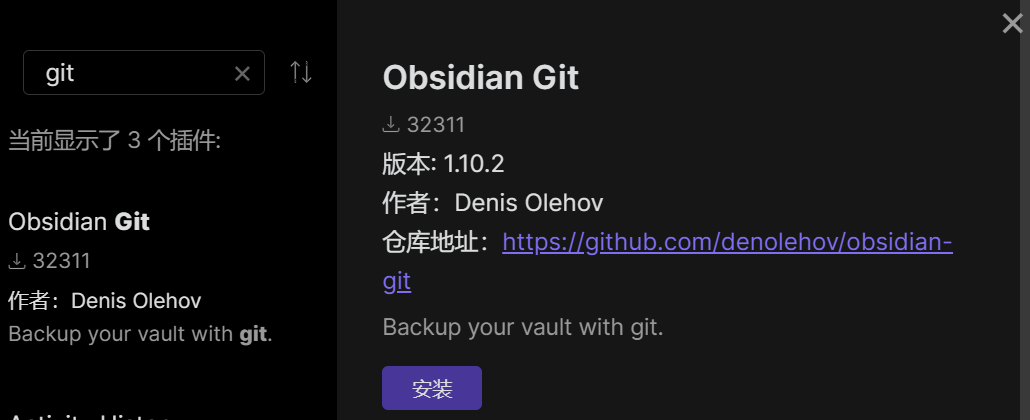 git
当前显示了 3 个插件:
Obsidian Git
32311
作者：Denis Olehov
Backup your vault with git.
Obsidian Git
32311
版本: 1.10.2
作者：Denis Olehov
仓库地址：https://github.com/denolehov/obsidian-
git
Backup your vault with git.
安装